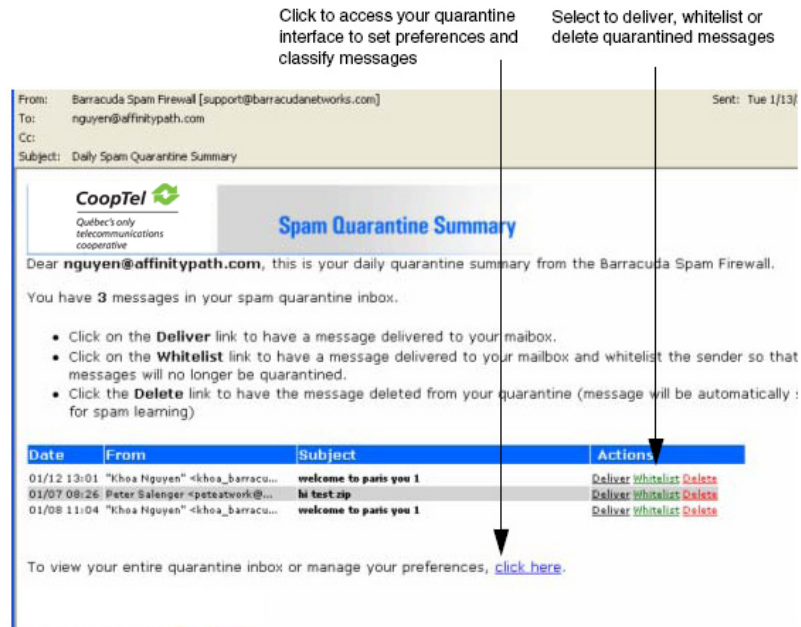 Click to access your quarantine
interface to set preferences and
classify messages
Select to deliver, whitelist or
delete quarantined messages
From: Barracuda Spam Firewall [support@barracudanetworks.com] Sent: Tue 1/13/
To: nguyen@affinitypath.com
Cc:
Subject: Daily Spam Quarantine Summary
CoopTel
Québec's only
telecommunications
cooperative
Spam Quarantine Summary
Dear nguyen@affinitypath.com, this is your daily quarantine summary from the Barracuda Spam Firewall.
You have 3 messages in your spam quarantine inbox.
• Click on the Deliver link to have a message delivered to your maibox.
• Click on the Whitelist link to have a message delivered to your mailbox and whitelist the sender so that
messages will no longer be quarantined.
• Click the Delete link to have the message deleted from your quarantine (message will be automatically
for spam learning)
Date From Subject Actions
01/12 13:01 "Khoa Nguyen" <khoa_barracu... welcome to paris you 1 Deliver Whitelist Delete
01/07 08:26 Peter Salenger <peteatwork@... hi test zip Deliver Whitelist Delete
01/08 11:04 "Khoa Nguyen" <khoa_barracu... welcome to paris you 1 Deliver Whitelist Delete
To view your entire quarantine inbox or manage your preferences, click here.